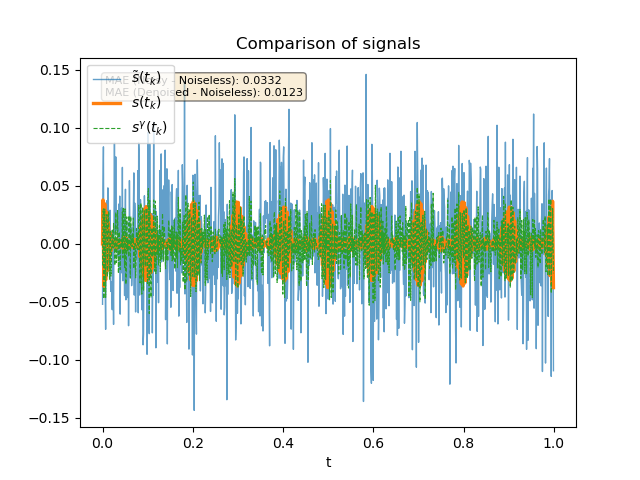 Comparison of signals
0.15
0.10
0.05
0.00
−0.05
−0.10
−0.15
s̃(t_k)
s(t_k)
s^γ(t_k)
MAE - Noiseless): 0.0332
MAE (Denoised - Noiseless): 0.0123
0.0 0.2 0.4 0.6 0.8 1.0
t